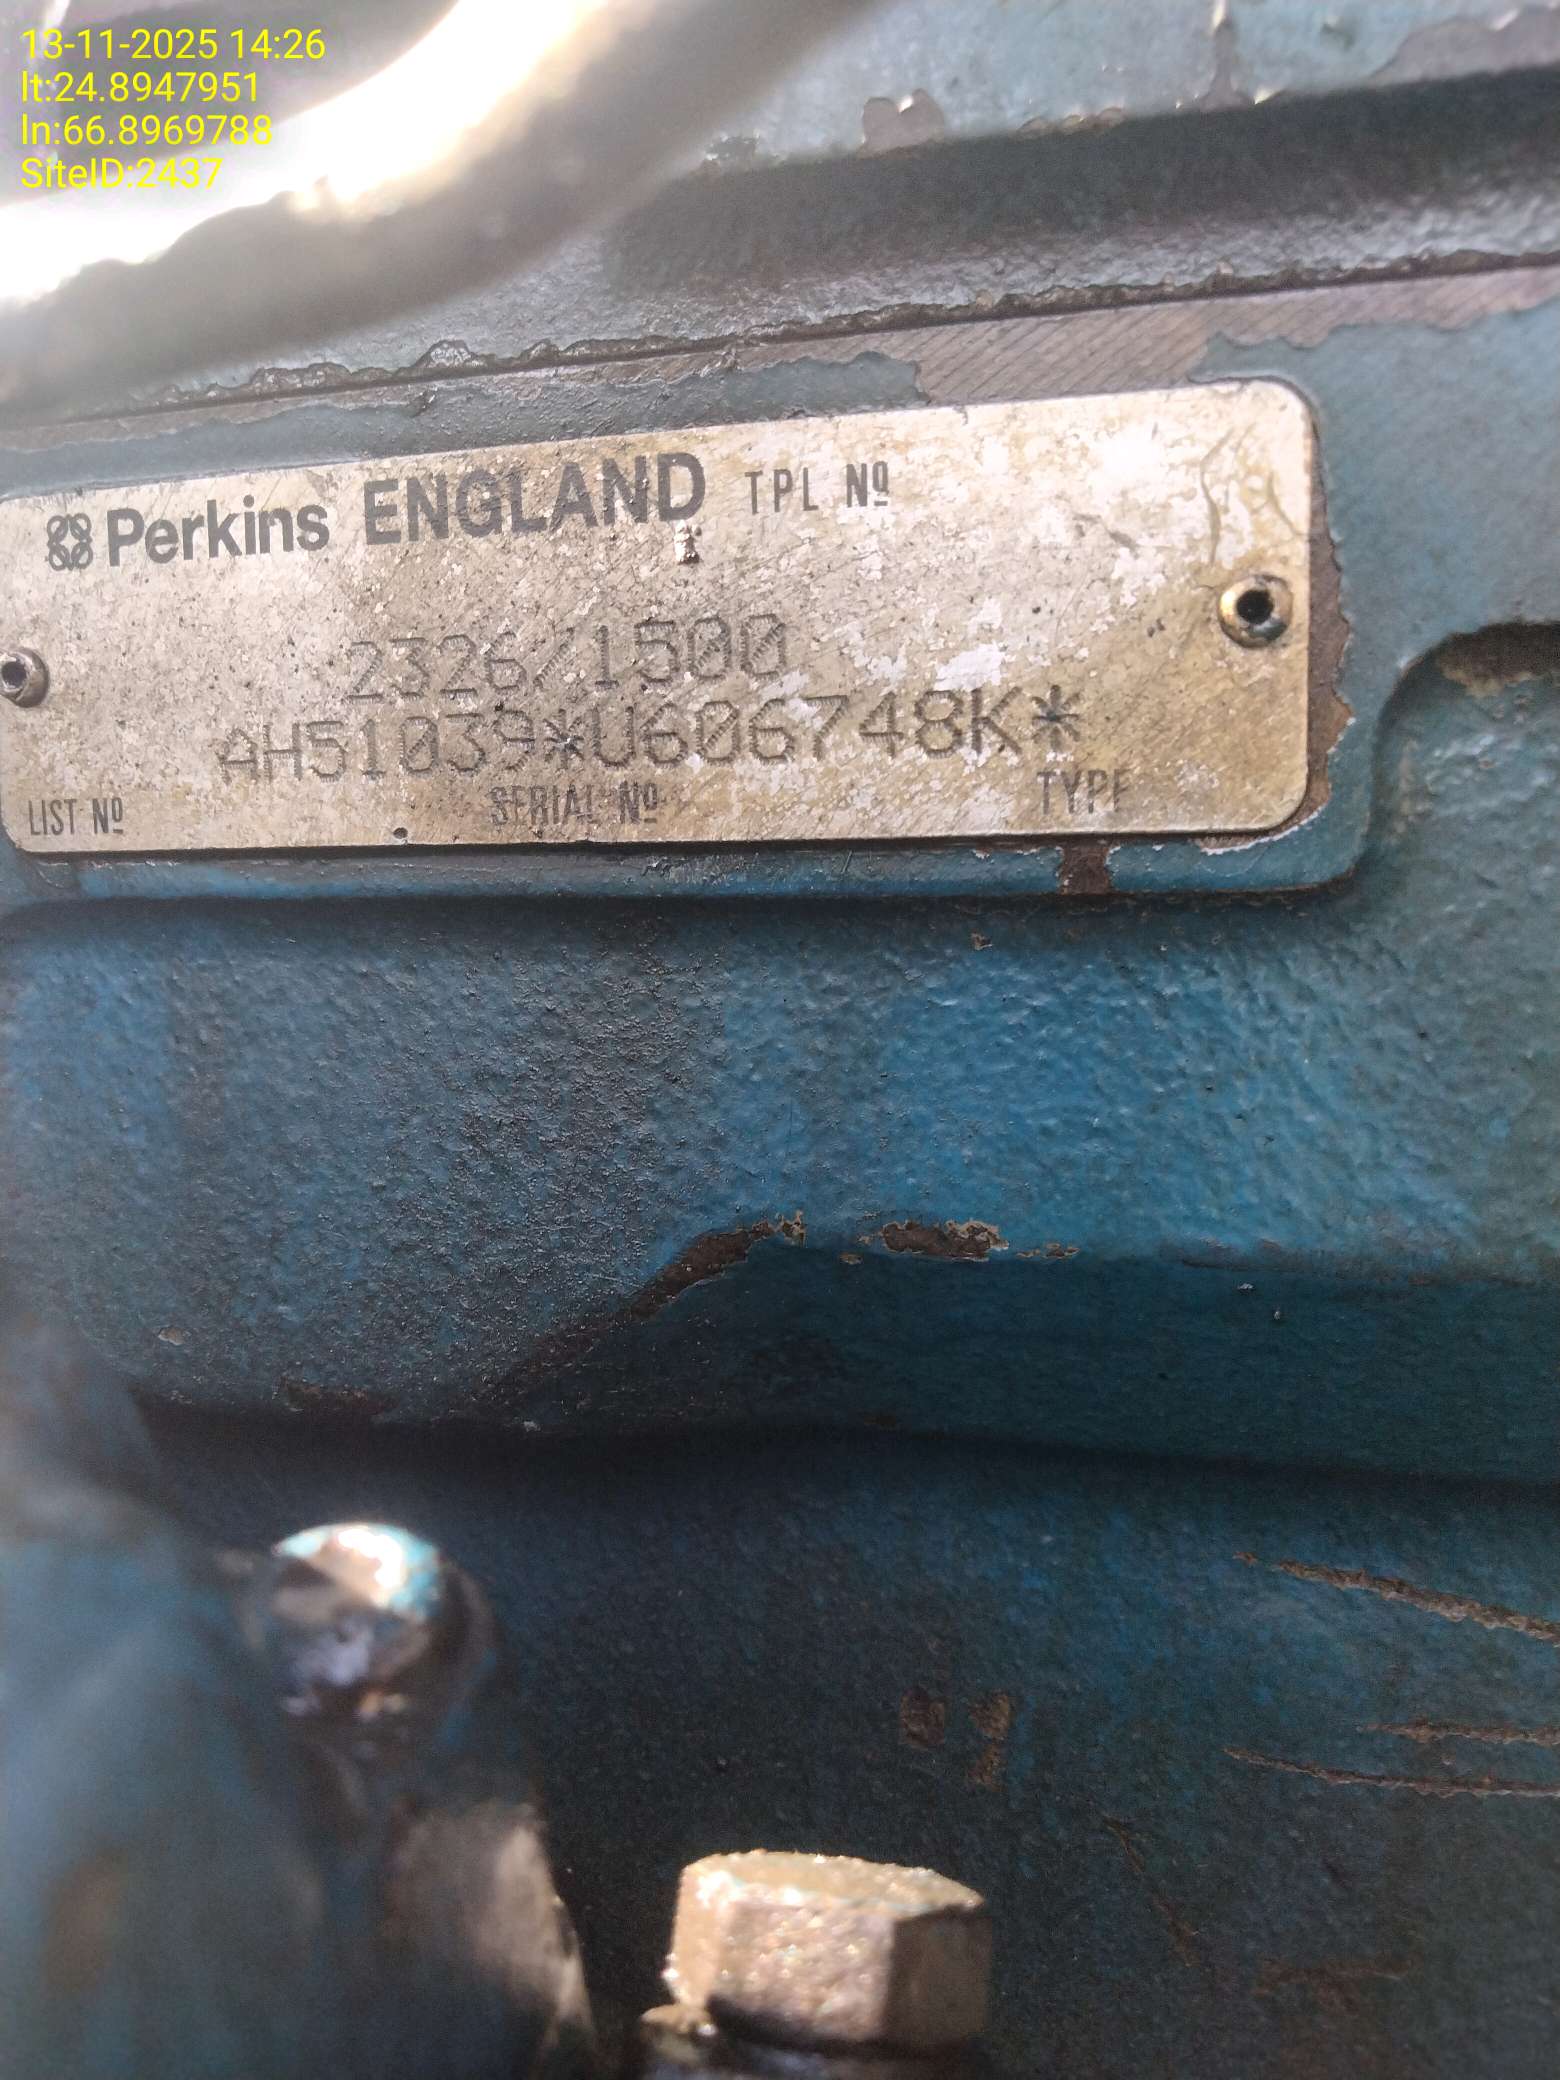 13-11-2025 14:26
lt:24.8947951
ln:66.8969788
SiteID:2437
Perkins ENGLAND TPL Nº
2326/1500
AH51039*U606748K*
LIST Nº SERIAL Nº TYPE